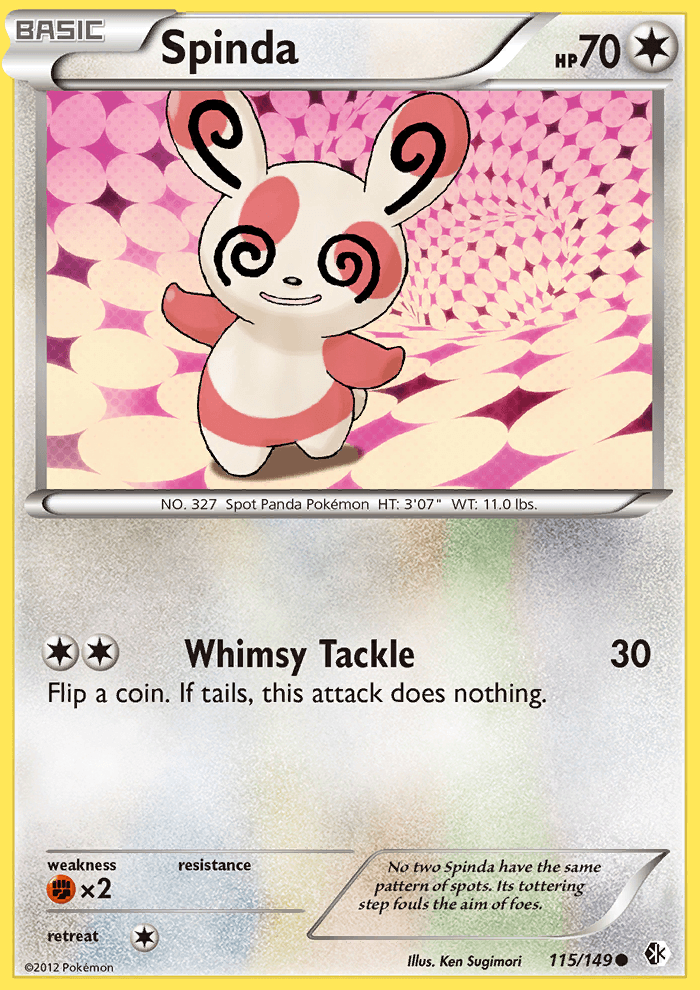 BASIC
Spinda
HP70
NO. 327 Spot Panda Pokémon HT: 3'07" WT: 11.0 lbs.
Whimsy Tackle 30
Flip a coin. If tails, this attack does nothing.
weakness resistance
×2
No two Spinda have the same
pattern of spots. Its tottering
step fouls the aim of foes.
retreat
Illus. Ken Sugimori 115/149
©2012 Pokémon